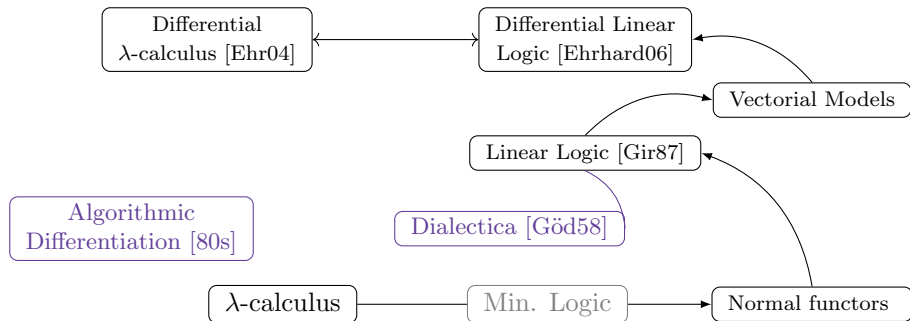 Differential
λ-calculus [Ehr04]
Differential Linear
Logic [Ehrhard06]
Vectorial Models
Linear Logic [Gir87]
Algorithmic
Differentiation [80s]
Dialectica [Göd58]
λ-calculus
Min. Logic
Normal functors